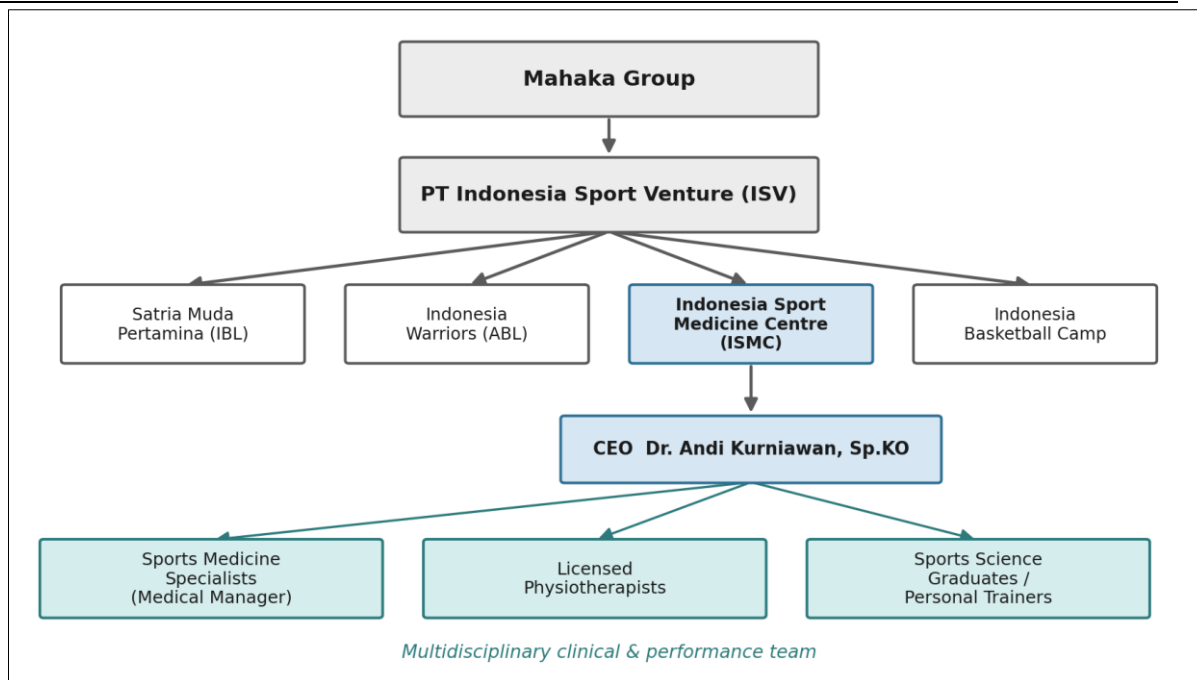 Mahaka Group
PT Indonesia Sport Venture (ISV)
Satria Muda
Pertamina (IBL)
Indonesia
Warriors (ABL)
Indonesia Sport
Medicine Centre
(ISMC)
Indonesia
Basketball Camp
CEO  Dr. Andi Kurniawan, Sp.KO
Sports Medicine
Specialists
(Medical Manager)
Licensed
Physiotherapists
Sports Science
Graduates /
Personal Trainers
Multidisciplinary clinical & performance team